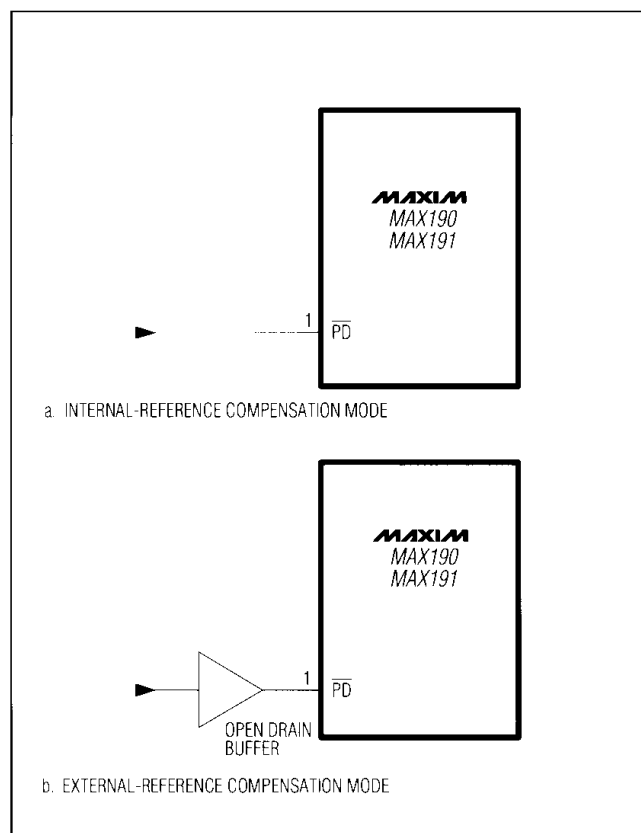 MAXIM
MAX190
MAX191
1
PD
a. INTERNAL-REFERENCE COMPENSATION MODE
MAXIM
MAX190
MAX191
1
PD
OPEN DRAIN
BUFFER
b. EXTERNAL-REFERENCE COMPENSATION MODE